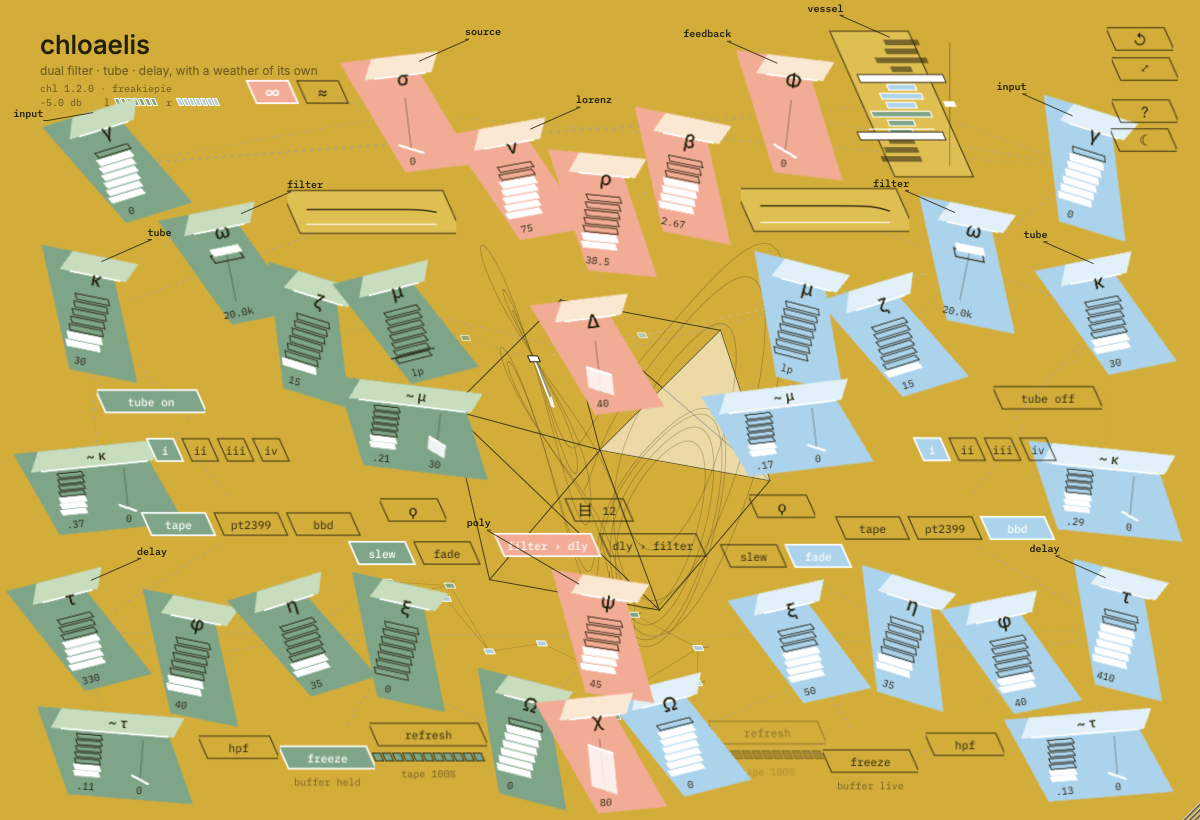 vessel
source
feedback
chloaelis
dual filter · tube · delay, with a weather of its own
chl 1.2.0 · freakiepie
-5.0 db l r
∞ ≈
?
input
lorenz
input
σ
0
Φ
0
γ
0
ν
75
ρ
38.5
β
2.67
γ
0
filter
filter
tube
tube
ω
20.0k
ω
20.0k
κ
30
ζ
15
μ
lp
Δ
40
μ
lp
ζ
15
κ
30
tube on
tube off
~ μ
.21 30
~ μ
.17 0
i ii iii iv
i ii iii iv
~ κ
.37 0
~ κ
.29 0
12
tape pt2399 bbd
tape pt2399 bbd
poly
filter › dly
dly › filter
slew fade
slew fade
delay
delay
τ
330
φ
40
η
35
ξ
0
ψ
45
ξ
50
η
35
φ
40
τ
410
~ τ
.11 0
hpf
freeze
buffer held
refresh
tape 100%
Ω
0
χ
80
Ω
0
refresh
tape 100%
freeze
buffer live
hpf
~ τ
.13 0